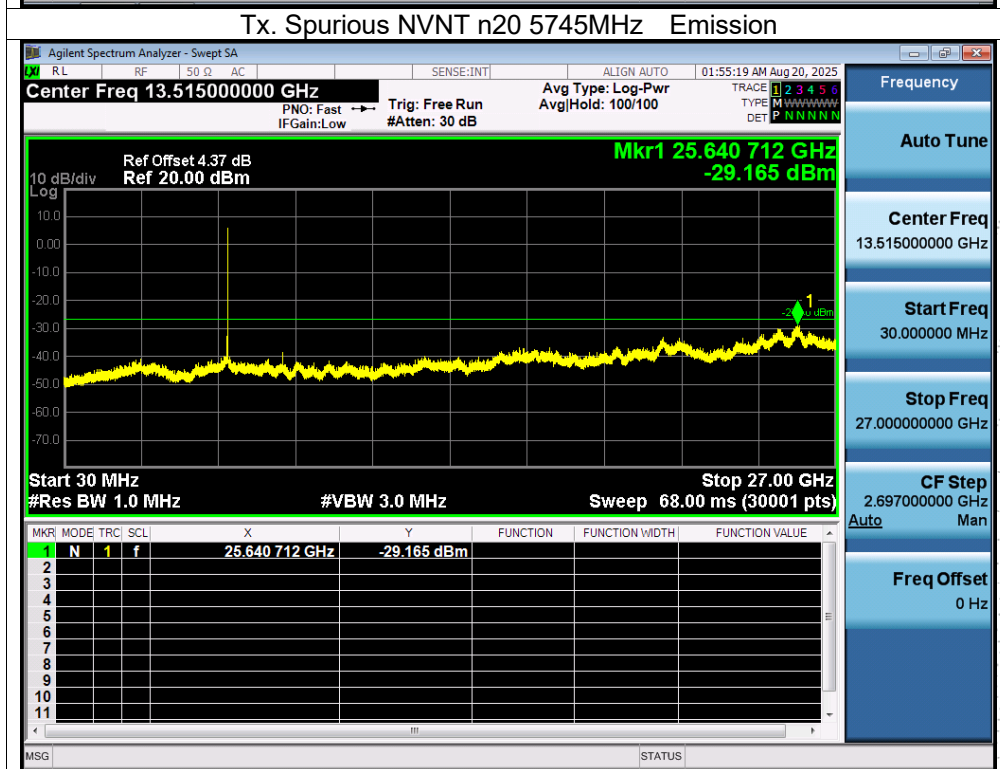 Tx. Spurious NVNT n20 5745MHz Emission
Agilent Spectrum Analyzer - Swept SA
LXI RL RF 50 Ω AC SENSE:INT ALIGN AUTO 01:55:19 AM Aug 20, 2025
Center Freq 13.515000000 GHz
PNO: Fast
IFGain:Low
Trig: Free Run
#Atten: 30 dB
Avg Type: Log-Pwr
Avg|Hold: 100/100
TRACE 1 2 3 4 5 6
TYPE M WWWWW
DET P N N N N N
Mkr1 25.640 712 GHz
-29.165 dBm
Ref Offset 4.37 dB
10 dB/div Ref 20.00 dBm
Log
10.0
0.00
-10.0
-20.0
-30.0
-40.0
-50.0
-60.0
-70.0
1
dBm
Start 30 MHz Stop 27.00 GHz
#Res BW 1.0 MHz #VBW 3.0 MHz Sweep 68.00 ms (30001 pts)
MKR MODE TRC SCL X Y FUNCTION FUNCTION WIDTH FUNCTION VALUE
1 N 1 f 25.640 712 GHz -29.165 dBm
2
3
4
5
6
7
8
9
10
11
MSG STATUS
Frequency
Auto Tune
Center Freq
13.515000000 GHz
Start Freq
30.000000 MHz
Stop Freq
27.000000000 GHz
CF Step
2.697000000 GHz
Auto Man
Freq Offset
0 Hz